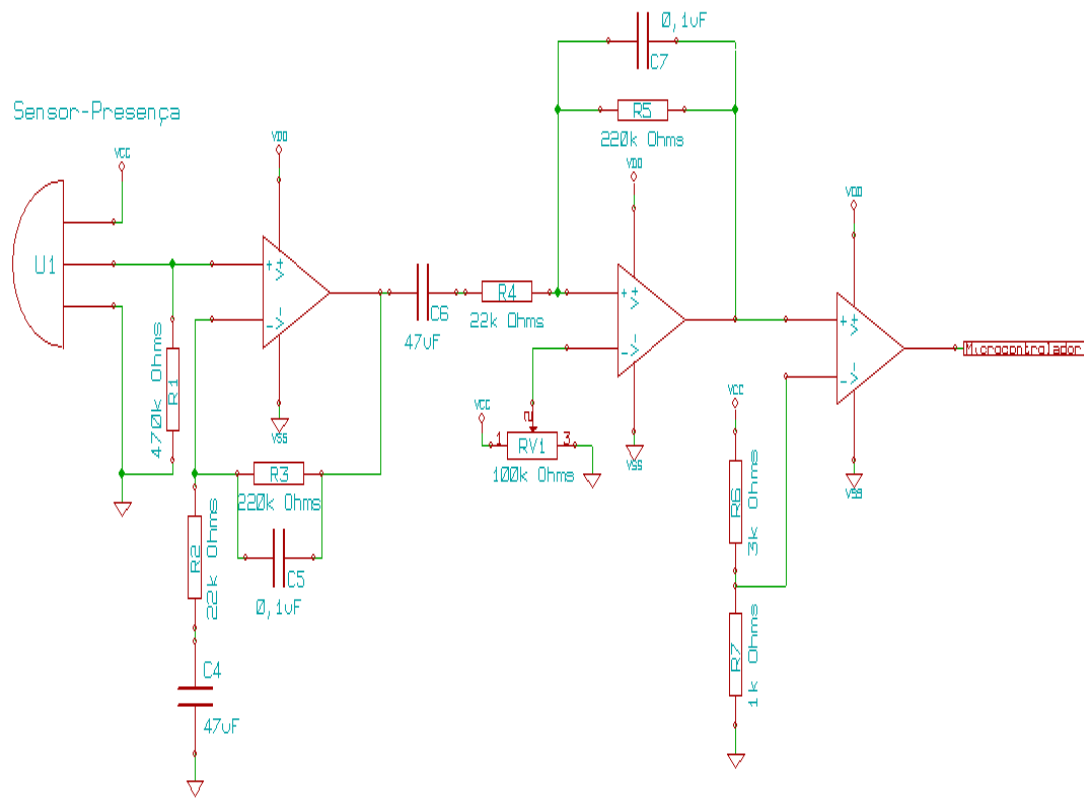 0,1uF
C7
Sensor-Presença
R5
220k Ohms
VCC
VDD
VDD
VDD
U1
+ V+
- V-
+ V+
- V-
+ V+
- V-
R4
22k Ohms
C6
47uF
Microcontrolador
470k Ohms
R1
VSS
VCC
2
1
RV1
3
100k Ohms
VSS
VCC
VSS
R3
220k Ohms
R6
3k Ohms
R2
22k Ohms
C5
0,1uF
R7
1k Ohms
C4
47uF